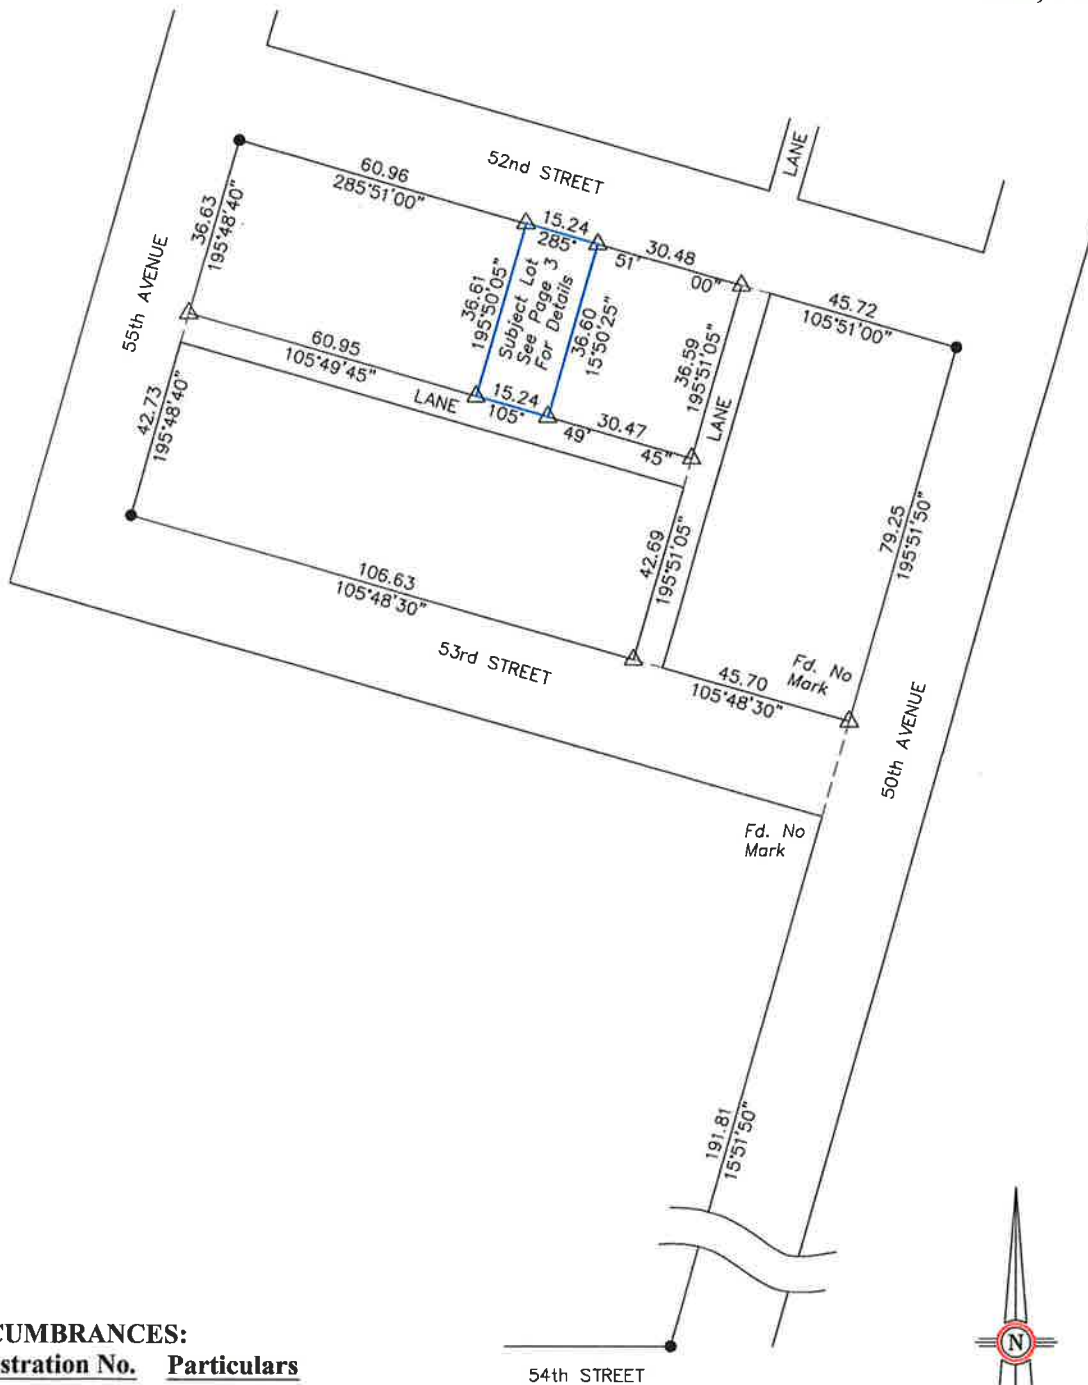 52nd STREET
LANE
60.96
285°51'00"
15.24
285°
51'
30.48
00"
45.72
105°51'00"
36.63
195°48'40"
55th AVENUE
36.61
195°50'05"
Subject Lot
See Page 3
For Details
36.60
15°50'25"
36.59
195°51'05"
LANE
60.95
105°49'45"
LANE
15.24
105°
49'
30.47
45"
42.73
195°48'40"
79.25
195°51'50"
42.69
195°51'05"
106.63
105°48'30"
53rd STREET
45.70
105°48'30"
Fd. No
Mark
50th AVENUE
Fd. No
Mark
191.81
15°51'50"
CUMBRANCES:
stration No. Particulars
54th STREET
N